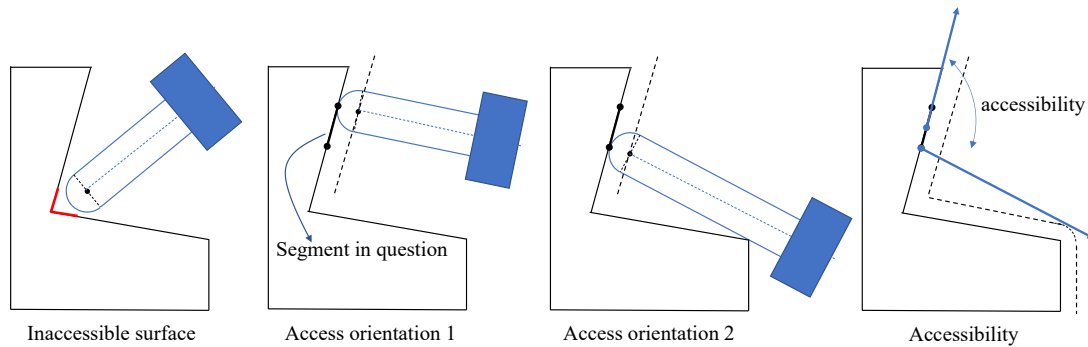 accessibility
Segment in question
Inaccessible surface
Access orientation 1
Access orientation 2
Accessibility